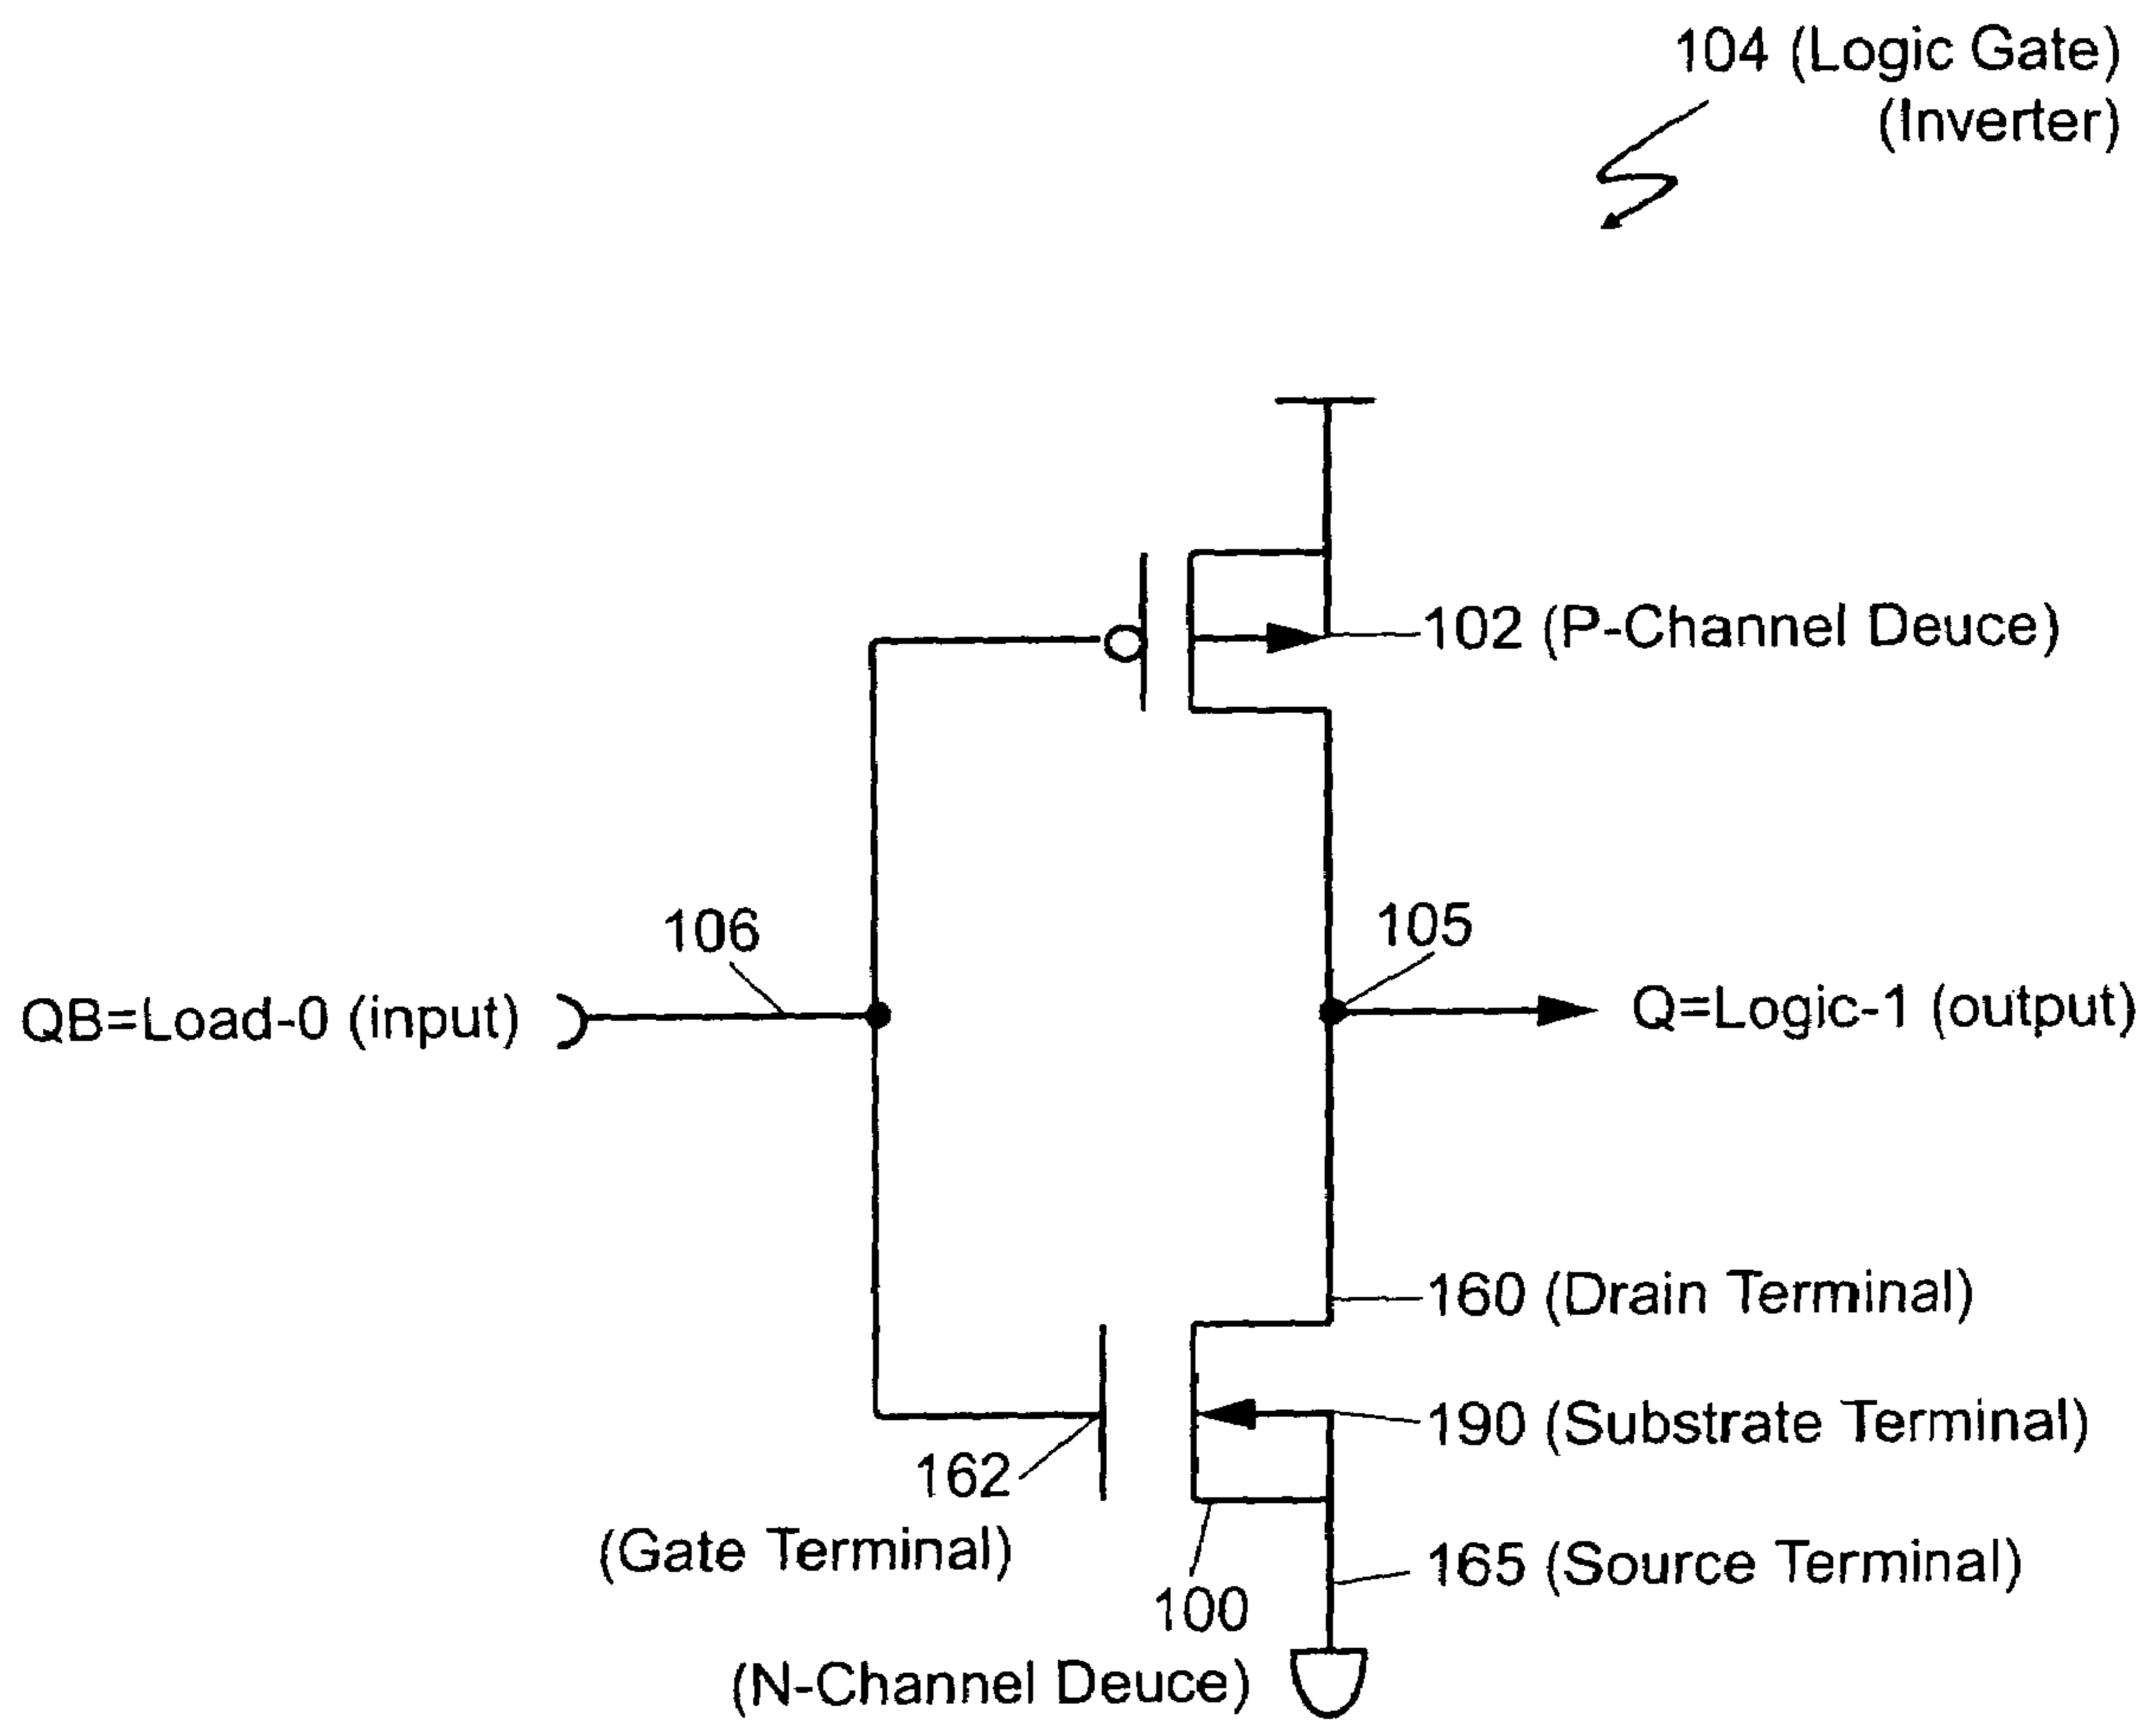 104 (Logic Gate)
(Inverter)
102 (P-Channel Deuce)
106
105
QB=Load-0 (input)
Q=Logic-1 (output)
160 (Drain Terminal)
190 (Substrate Terminal)
162
(Gate Terminal)
165 (Source Terminal)
100
(N-Channel Deuce)